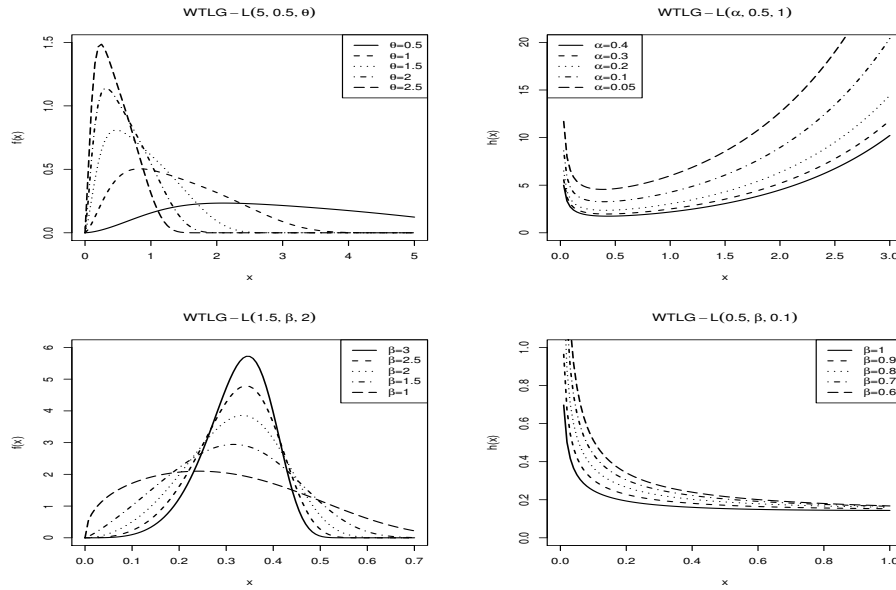 WTLG−L(5, 0.5, θ)
f(x)
0.0 0.5 1.0 1.5
θ=0.5
θ=1
θ=1.5
θ=2
θ=2.5
0 1 2 3 4 5
x
WTLG−L(α, 0.5, 1)
h(x)
0 5 10 15 20
α=0.4
α=0.3
α=0.2
α=0.1
α=0.05
0.0 0.5 1.0 1.5 2.0 2.5 3.0
x
WTLG−L(1.5, β, 2)
f(x)
0 1 2 3 4 5 6
β=3
β=2.5
β=2
β=1.5
β=1
0.0 0.1 0.2 0.3 0.4 0.5 0.6 0.7
x
WTLG−L(0.5, β, 0.1)
h(x)
0.0 0.2 0.4 0.6 0.8 1.0
β=1
β=0.9
β=0.8
β=0.7
β=0.6
0.0 0.2 0.4 0.6 0.8 1.0
x